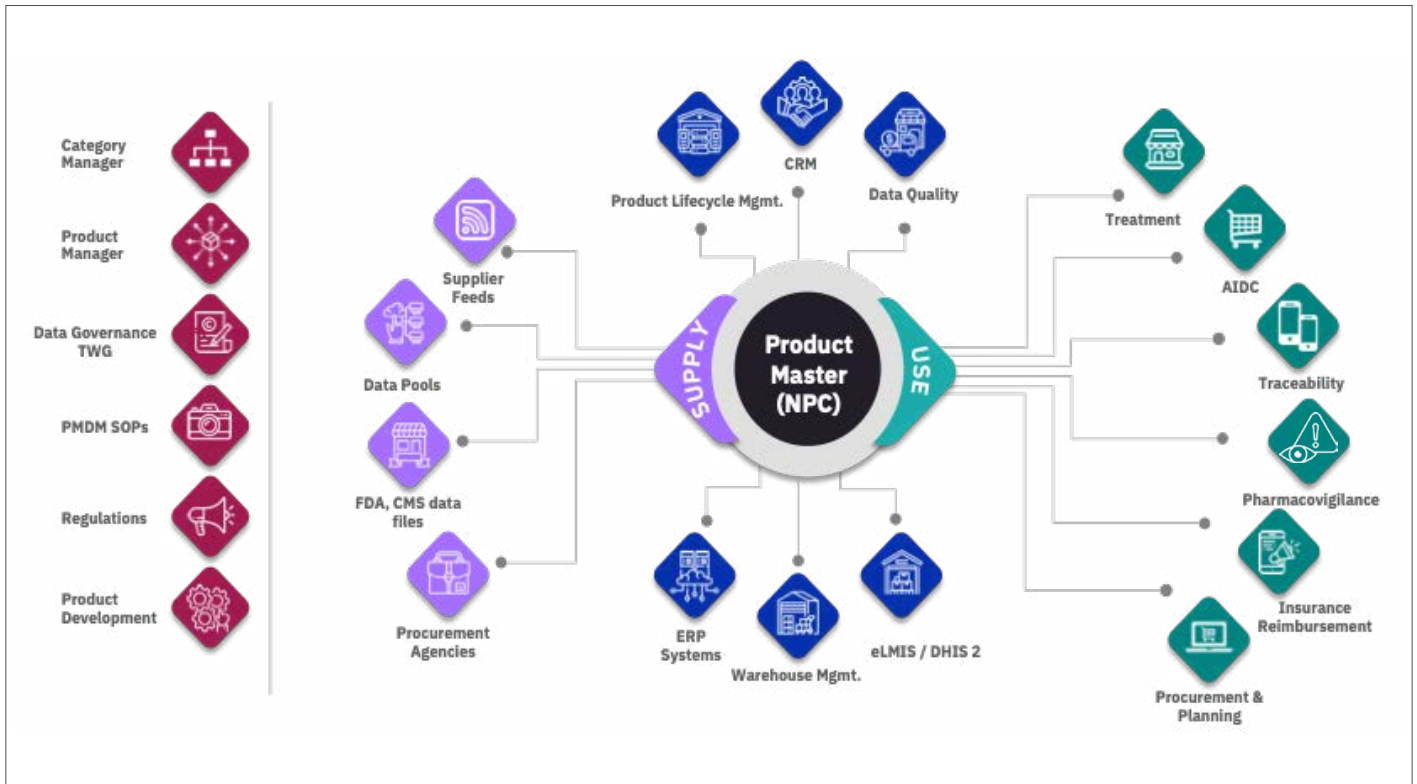 Category
Manager
Product
Manager
Data Governance
TWG
PMDM SOPs
Regulations
Product
Development
Supplier
Feeds
Data Pools
FDA, CMS data
files
Procurement
Agencies
Product Lifecycle Mgmt.
CRM
Data Quality
SUPPLY
Product
Master
(NPC)
USE
ERP
Systems
Warehouse Mgmt.
eLMIS / DHIS 2
Treatment
AIDC
Traceability
Pharmacovigilance
Insurance
Reimbursement
Procurement &
Planning